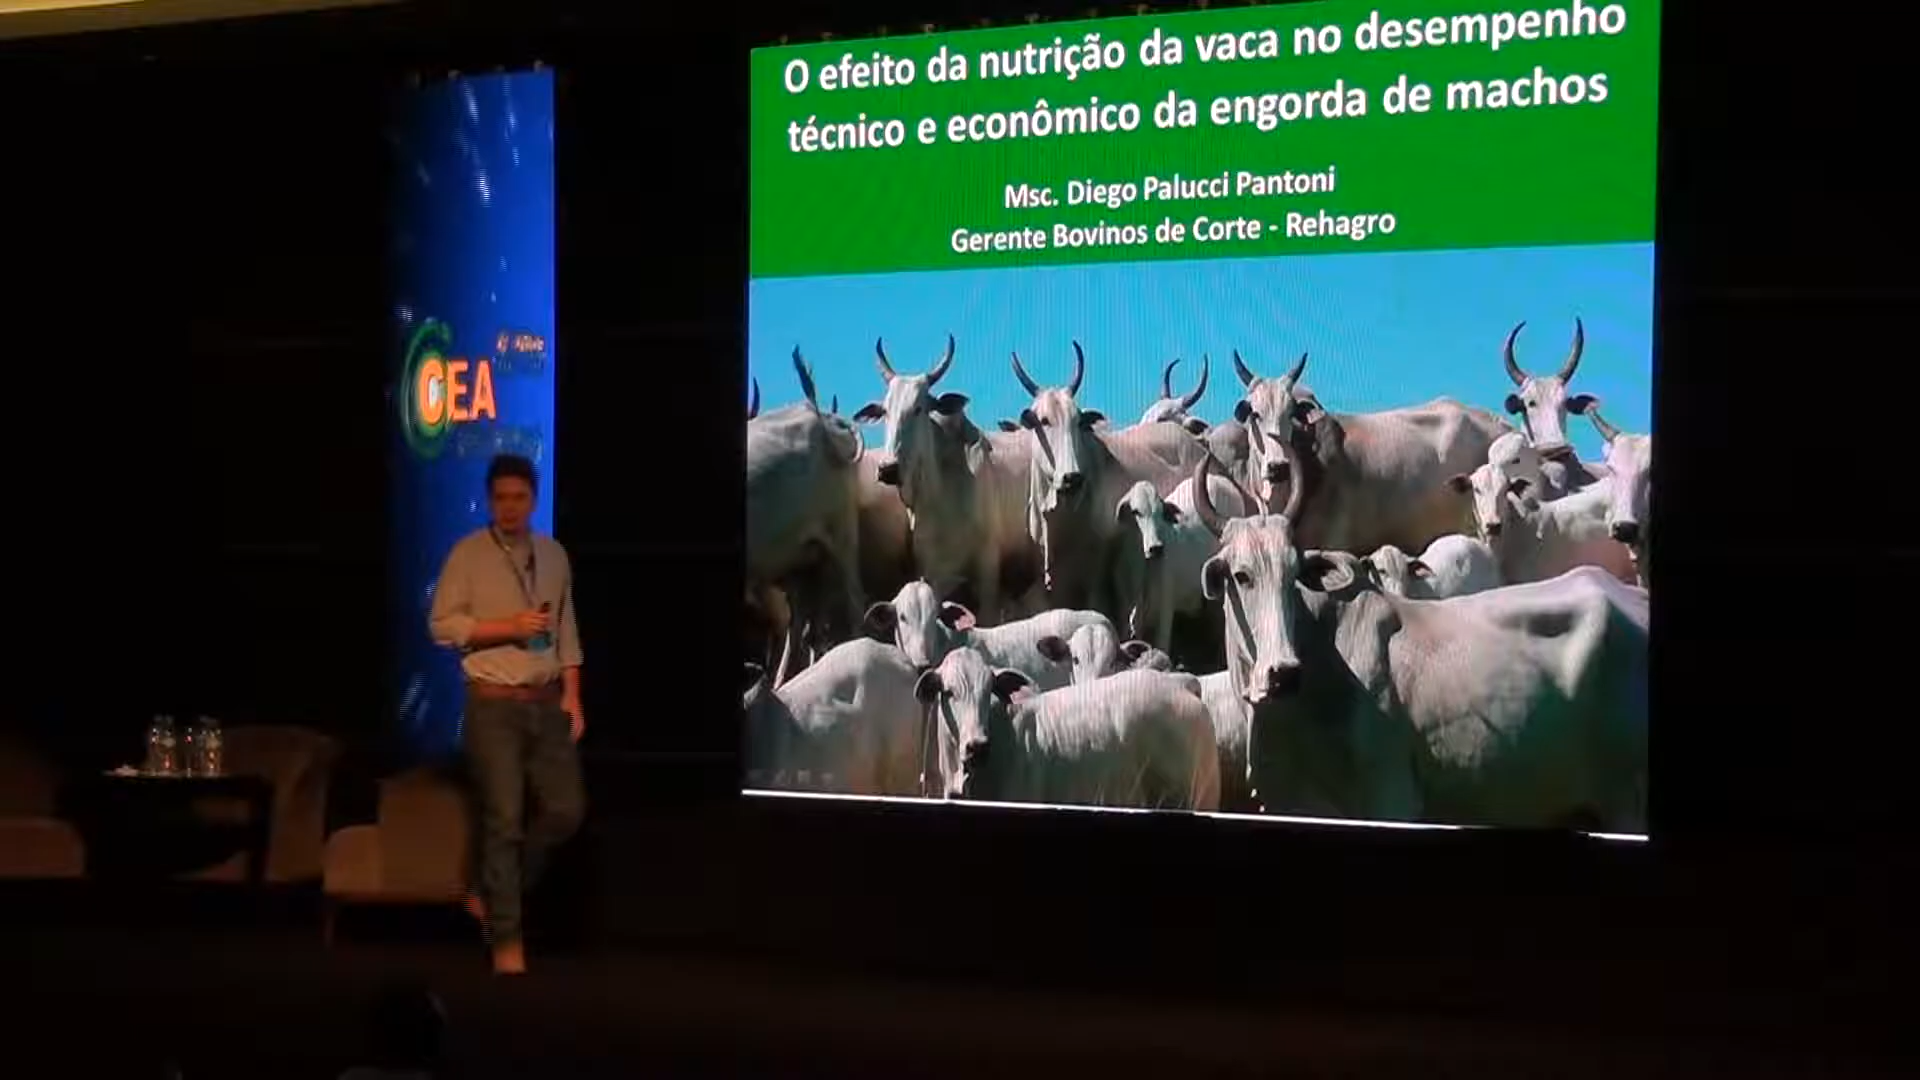 O efeito da nutrição da vaca no desempenho
técnico e econômico da engorda de machos
Msc. Diego Palucci Pantoni
Gerente Bovinos de Corte - Rehagro
CEA